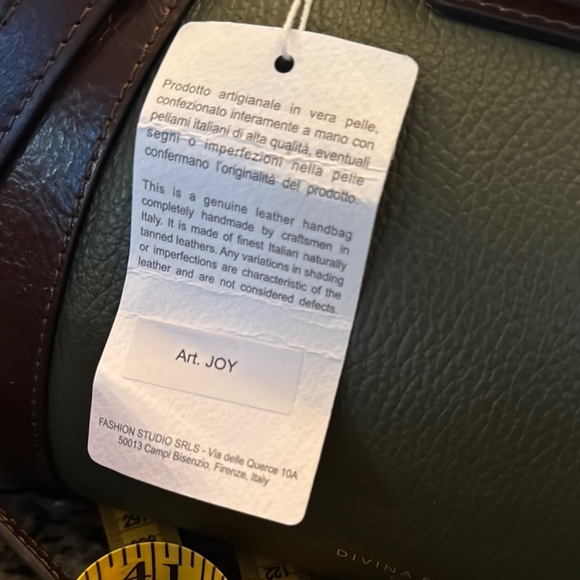 Prodotto artigianale in vera pelle,
confezionato interamente a mano con
pellami italiani di alta qualità, eventuali
segni o imperfezioni nella pelle
confermano l'originalità del prodotto.
This is a genuine leather handbag
completely handmade by craftsmen in
Italy. It is made of finest Italian naturally
tanned leathers. Any variations in shading
or imperfections are characteristic of the
leather and are not considered defects.
Art. JOY
FASHION STUDIO SRLS - Via delle Querce 10A
50013 Campi Bisenzio, Firenze, Italy
DIVINA
122